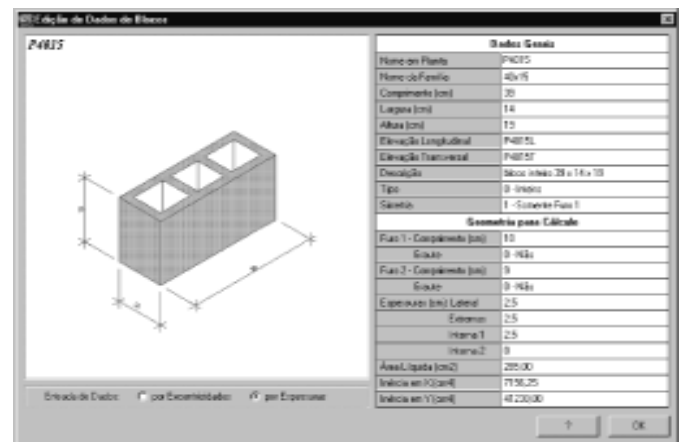 Edição de Dados de Blocos
P4015
Dados Gerais
Nome em Planta P4015
Nome da Família 40x15
Comprimento (cm) 39
Largura (cm) 14
Altura (cm) 19
Elevação Longitudinal P4015L
Elevação Transversal P4015T
Descrição bloco inteiro 39 x 14 x 19
Tipo 0 - Inteiro
Simetria 1 - Somente Furo 1
Geometria para Cálculo
Furo 1 - Comprimento (cm) 10
Graute 0 - Não
Furo 2 - Comprimento (cm) 9
Graute 0 - Não
Espessuras (cm) Lateral 2.5
Extremos 2.5
Interna 1 2.5
Interna 2 0
Área Líquida (cm2)
Inércia em X (cm4)
Inércia em Y (cm4)
Entrada de Dados: por Excentricidades por Espessuras
? OK